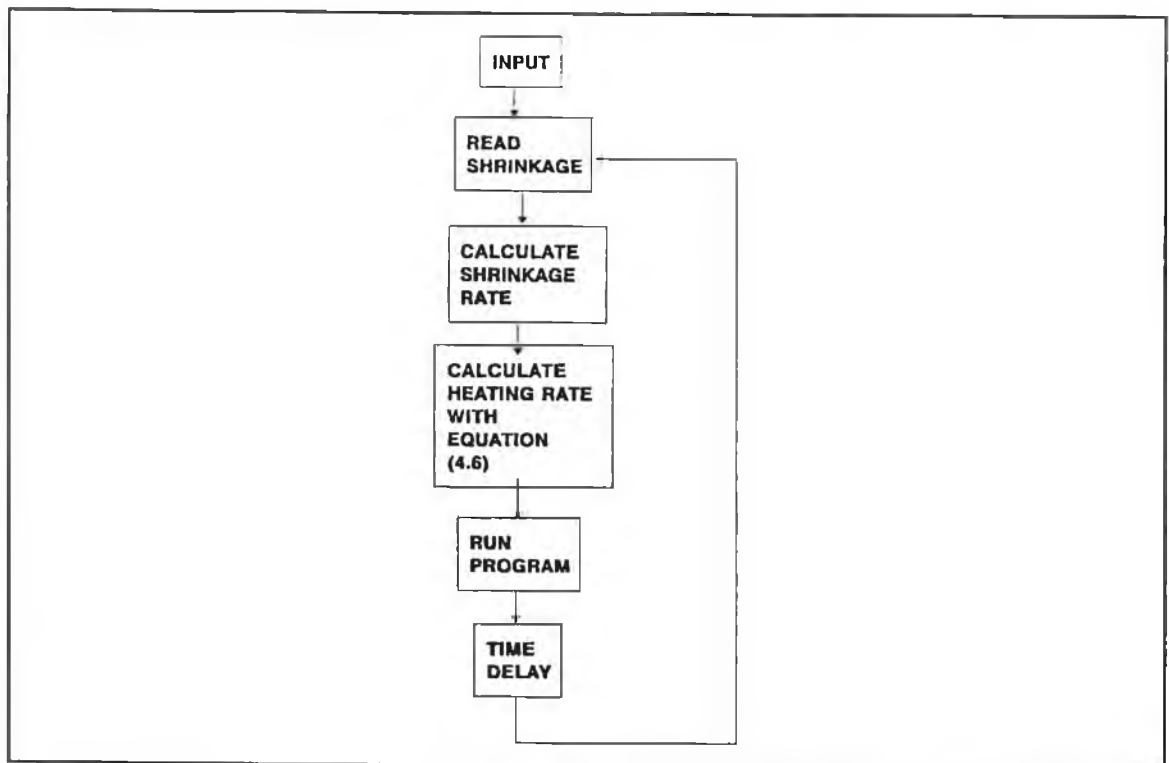 INPUT
READ
SHRINKAGE
CALCULATE
SHRINKAGE
RATE
CALCULATE
HEATING RATE
WITH
EQUATION
(4.6)
RUN
PROGRAM
TIME
DELAY